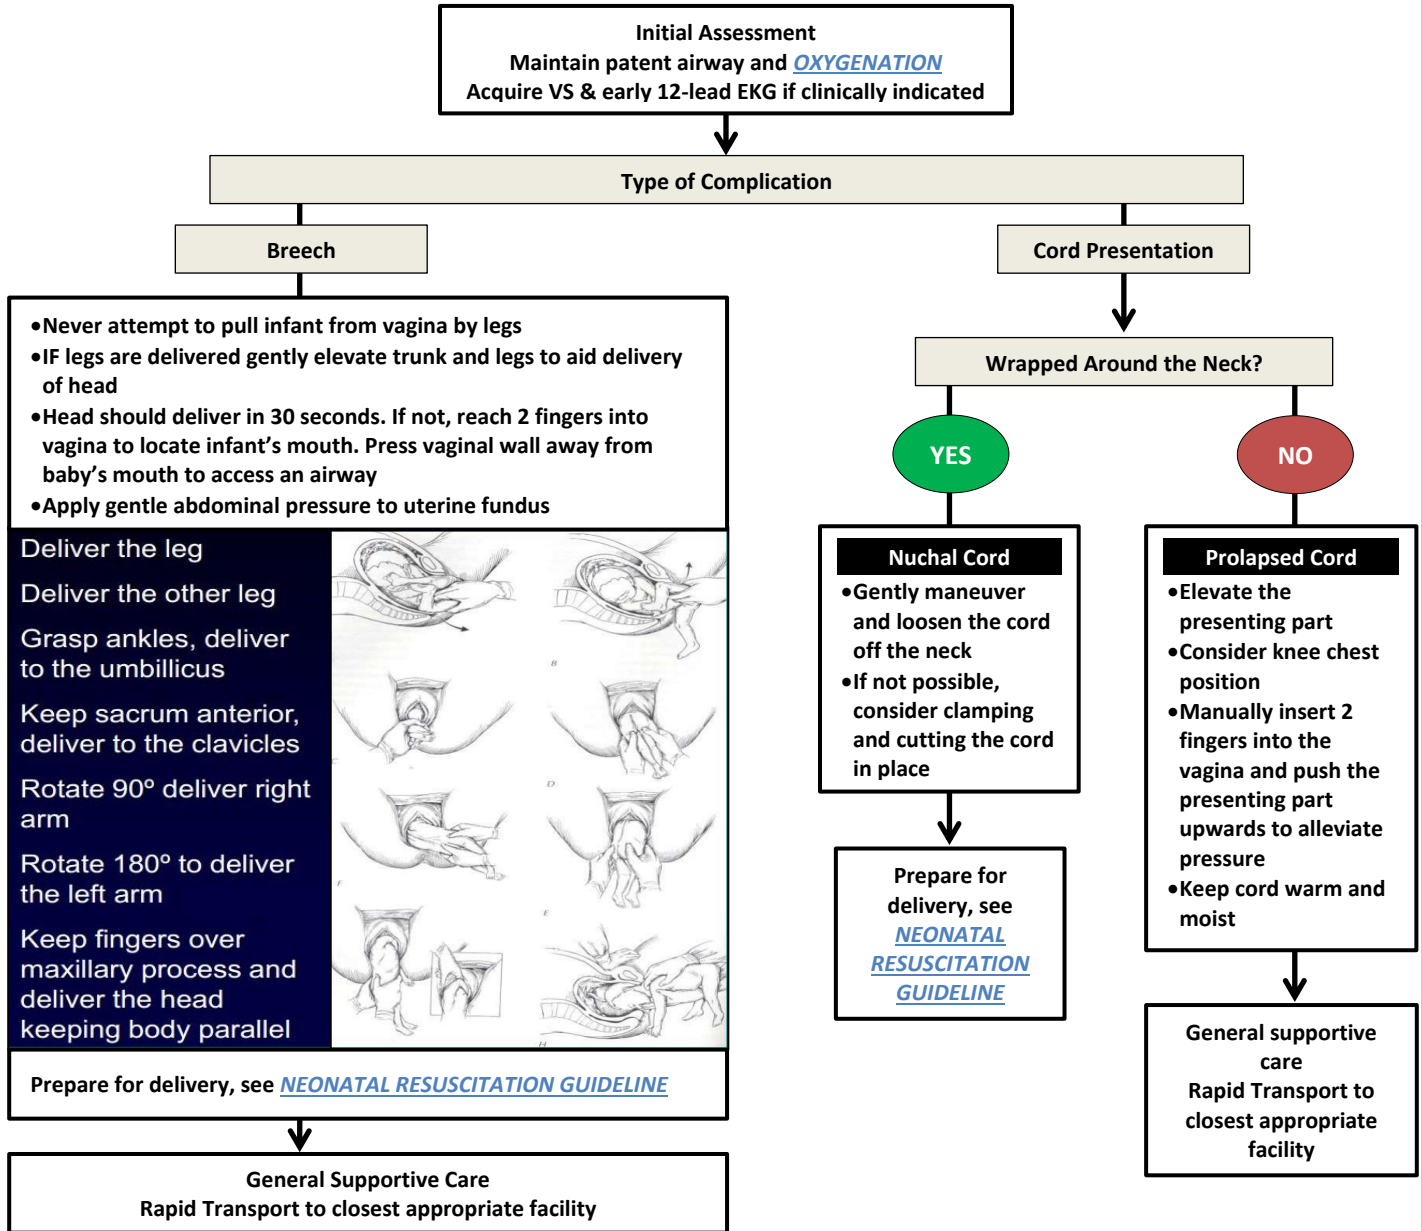 Initial Assessment
Maintain patent airway and OXYGENATION
Acquire VS & early 12-lead EKG if clinically indicated
Type of Complication
Breech
•Never attempt to pull infant from vagina by legs
•IF legs are delivered gently elevate trunk and legs to aid delivery
of head
•Head should deliver in 30 seconds. If not, reach 2 fingers into
vagina to locate infant’s mouth. Press vaginal wall away from
baby’s mouth to access an airway
•Apply gentle abdominal pressure to uterine fundus
Deliver the leg
Deliver the other leg
Grasp ankles, deliver
to the umbillicus
Keep sacrum anterior,
deliver to the clavicles
Rotate 90º deliver right
arm
Rotate 180º to deliver
the left arm
Keep fingers over
maxillary process and
deliver the head
keeping body parallel
B
C
D
F
E
H
Prepare for delivery, see NEONATAL RESUSCITATION GUIDELINE
General Supportive Care
Rapid Transport to closest appropriate facility
Cord Presentation
Wrapped Around the Neck?
YES
Nuchal Cord
•Gently maneuver
and loosen the cord
off the neck
•If not possible,
consider clamping
and cutting the cord
in place
Prepare for
delivery, see
NEONATAL
RESUSCITATION
GUIDELINE
NO
Prolapsed Cord
•Elevate the
presenting part
•Consider knee chest
position
•Manually insert 2
fingers into the
vagina and push the
presenting part
upwards to alleviate
pressure
•Keep cord warm and
moist
General supportive
care
Rapid Transport to
closest appropriate
facility